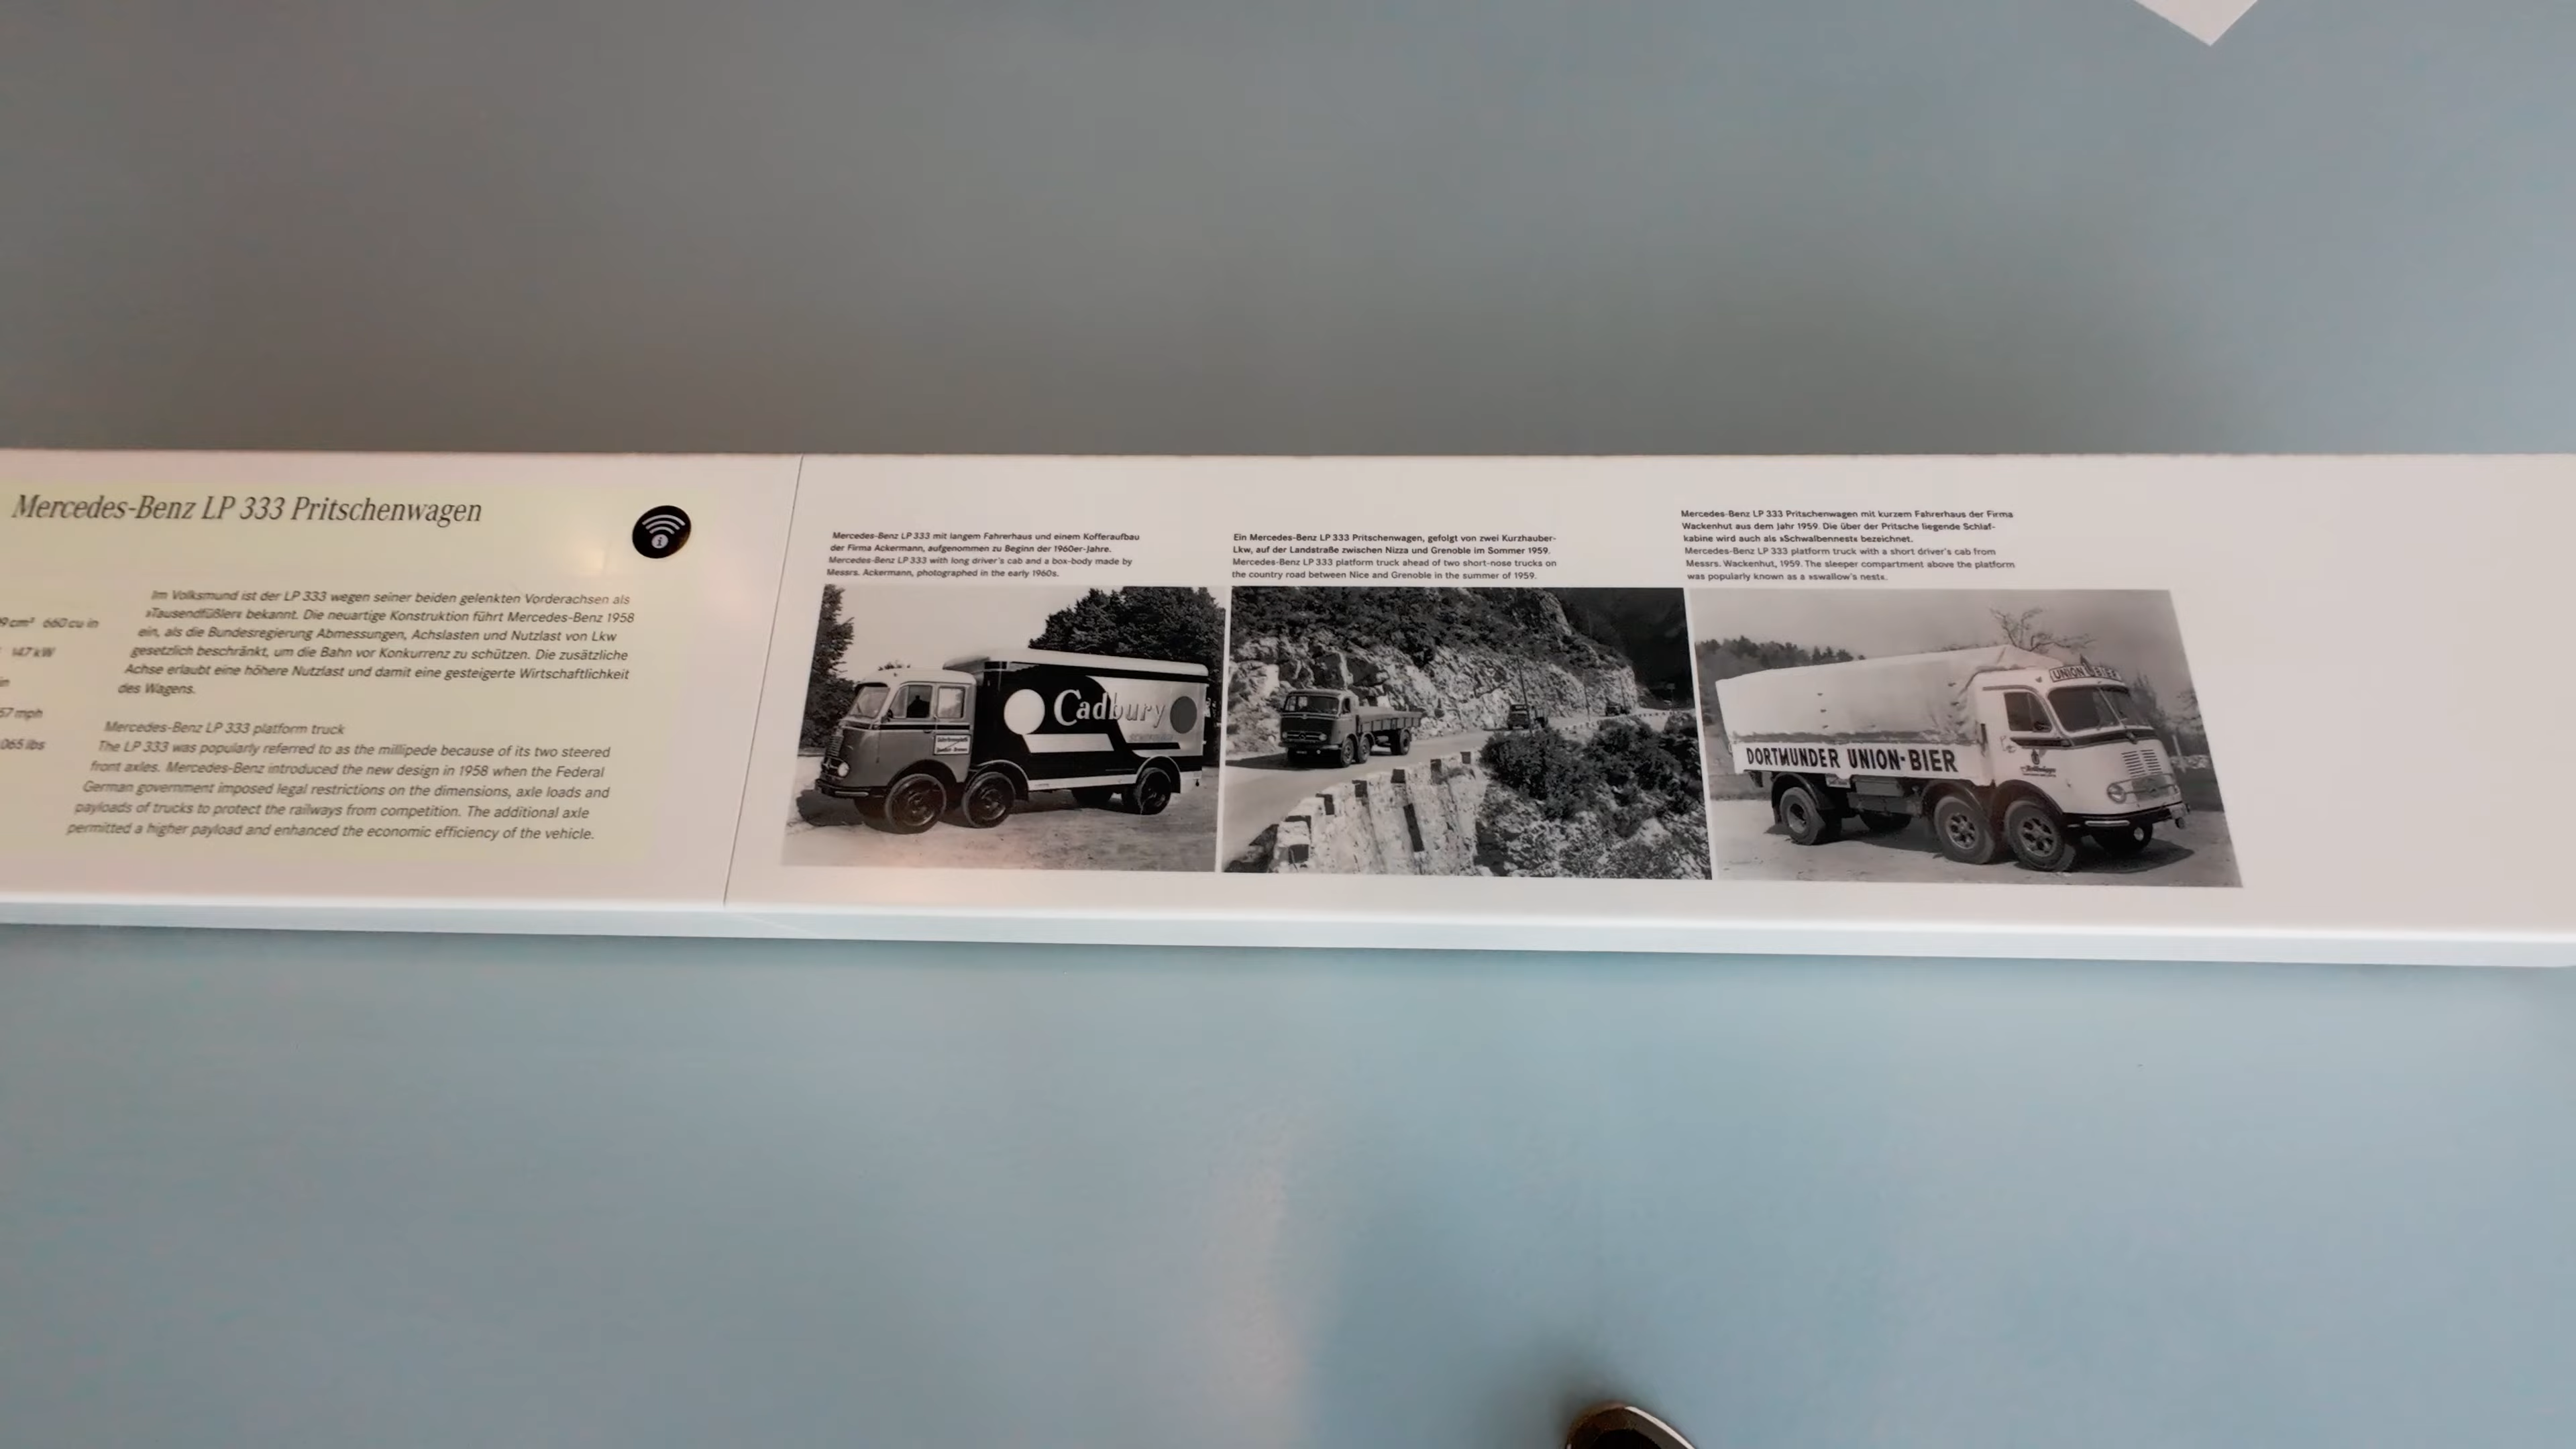 Mercedes-Benz LP 333 Pritschenwagen
660 cu in
147 kW
57 mph
065 lbs
Im Volksmund ist der LP 333 wegen seiner beiden gelenkten Vorderachsen als
»Tausendfüßler« bekannt. Die neuartige Konstruktion führt Mercedes-Benz 1958
ein, als die Bundesregierung Abmessungen, Achslasten und Nutzlast von Lkw
gesetzlich beschränkt, um die Bahn vor Konkurrenz zu schützen. Die zusätzliche
Achse erlaubt eine höhere Nutzlast und damit eine gesteigerte Wirtschaftlichkeit
des Wagens.
Mercedes-Benz LP 333 platform truck
The LP 333 was popularly referred to as the millipede because of its two steered
front axles. Mercedes-Benz introduced the new design in 1958 when the Federal
German government imposed legal restrictions on the dimensions, axle loads and
payloads of trucks to protect the railways from competition. The additional axle
permitted a higher payload and enhanced the economic efficiency of the vehicle.
Mercedes-Benz LP 333 mit langem Fahrerhaus und einem Kofferaufbau
der Firma Ackermann, aufgenommen zu Beginn der 1960er-Jahre.
Mercedes-Benz LP 333 with long driver's cab and a box-body made by
Messrs. Ackermann, photographed in the early 1960s.
Cadbury
Ein Mercedes-Benz LP 333 Pritschenwagen, gefolgt von zwei Kurzhauber-
Lkw, auf der Landstraße zwischen Nizza und Grenoble im Sommer 1959.
Mercedes-Benz LP 333 platform truck ahead of two short-nose trucks on
the country road between Nice and Grenoble in the summer of 1959.
Mercedes-Benz LP 333 Pritschenwagen mit kurzem Fahrerhaus der Firma
Wackenhut aus dem Jahr 1959. Die über der Pritsche liegende Schlaf-
kabine wird auch als »Schwalbennest« bezeichnet.
Mercedes-Benz LP 333 platform truck with a short driver's cab from
Messrs. Wackenhut, 1959. The sleeper compartment above the platform
was popularly known as a »swallow's nest«.
UNION BIER
DORTMUNDER UNION-BIER